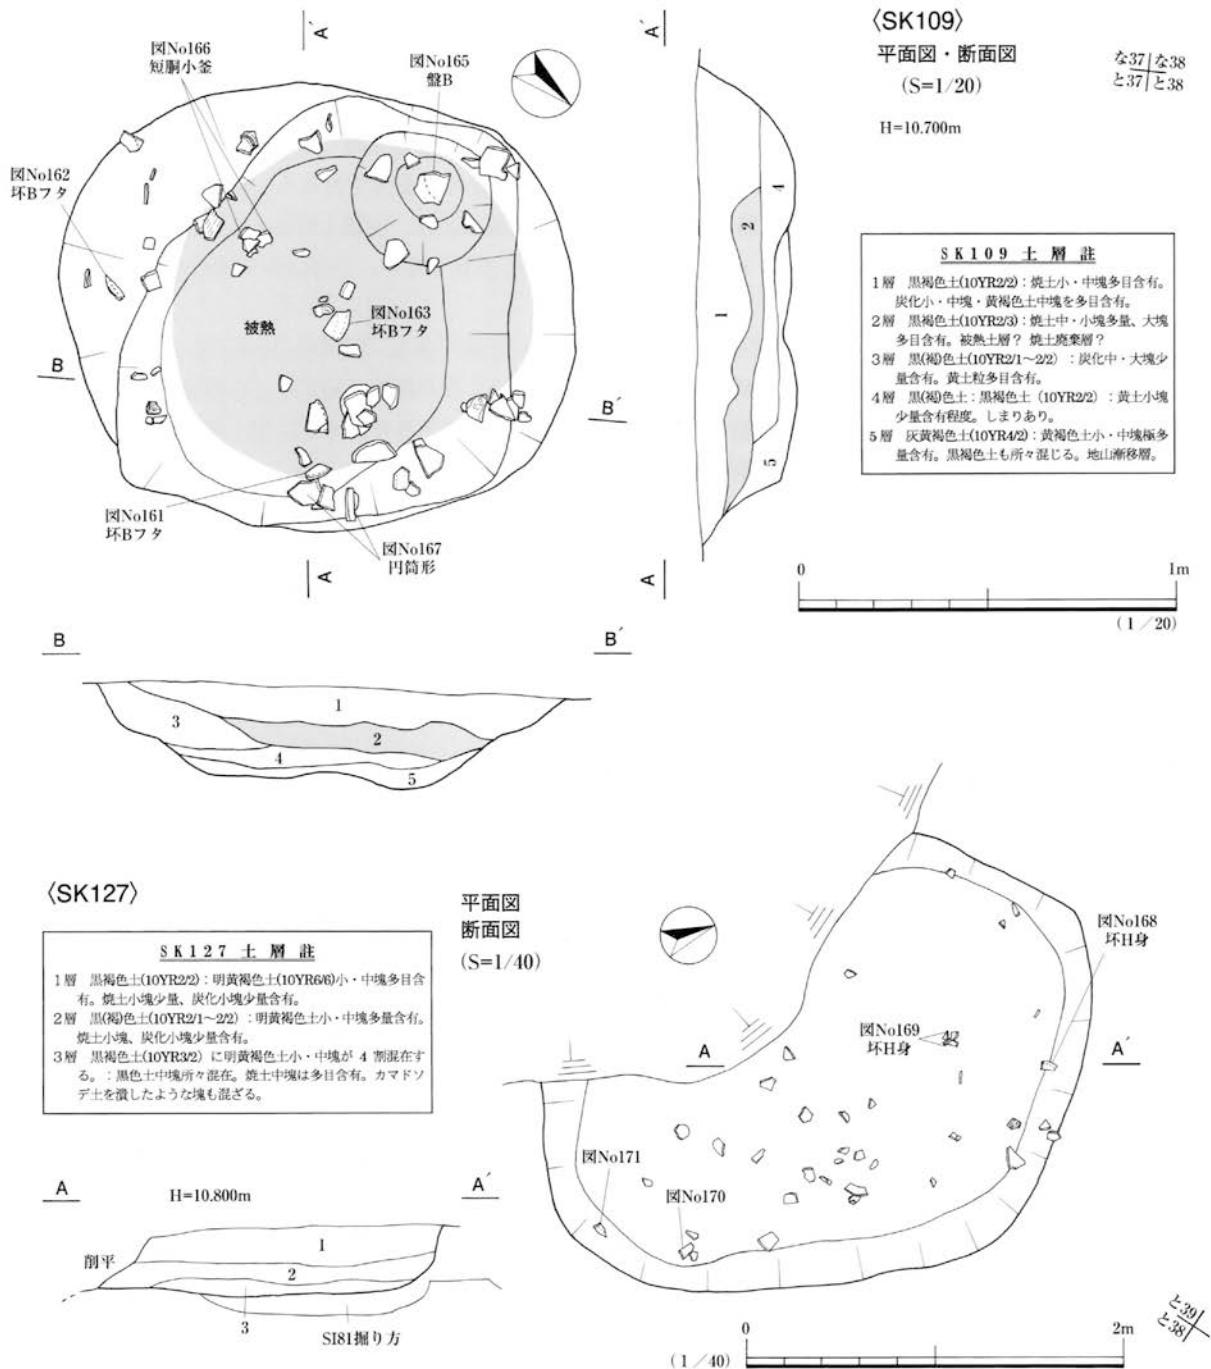 〈SK109〉
平面図・断面図
(S=1/20)
H=10.700m
な37 な38
と37 と38
A´
A´
図No166
短胴小釜
図No165
盤B
図No162
坏Bフタ
被熱
図No163
坏Bフタ
B
B´
図No161
坏Bフタ
図No167
円筒形
A
A
1
2
4
5
SK109 土層註
1層 黒褐色土(10YR2/2)：焼土小・中塊多目含有。
炭化小・中塊・黄褐色土中塊を多目含有。
2層 黒褐色土(10YR2/3)：焼土中・小塊多量、大塊
多目含有。被熱土層？ 焼土廃棄層？
3層 黒(褐)色土(10YR2/1〜2/2)：炭化中・大塊少
量含有。黄土粒多目含有。
4層 黒(褐)色土：黒褐色土 (10YR2/2)：黄土小塊
少量含有程度。しまりあり。
5層 灰黄褐色土(10YR4/2)：黄褐色土小・中塊極多
量含有。黒褐色土も所々混じる。地山漸移層。
0 1m
(1／20)
B
B´
1
3
2
4
5
〈SK127〉
平面図
断面図
(S=1/40)
SK127 土層註
1層 黒褐色土(10YR2/2)：明黄褐色土(10YR6/6)小・中塊多目含
有。焼土小塊少量、炭化小塊少量含有。
2層 黒(褐)色土(10YR2/1〜2/2)：明黄褐色土小・中塊多量含有。
焼土小塊、炭化小塊少量含有。
3層 黒褐色土(10YR3/2) に明黄褐色土小・中塊が 4 割混在す
る。：黒色土中塊所々混在。焼土中塊は多目含有。カマドソ
デ土を潰したような塊も混ざる。
図No168
坏H身
図No169
坏H身
A
A´
図No171
図No170
A
H=10.800m
A´
削平
1
2
3
SI81掘り方
0 2m
(1／40)
と39
と38